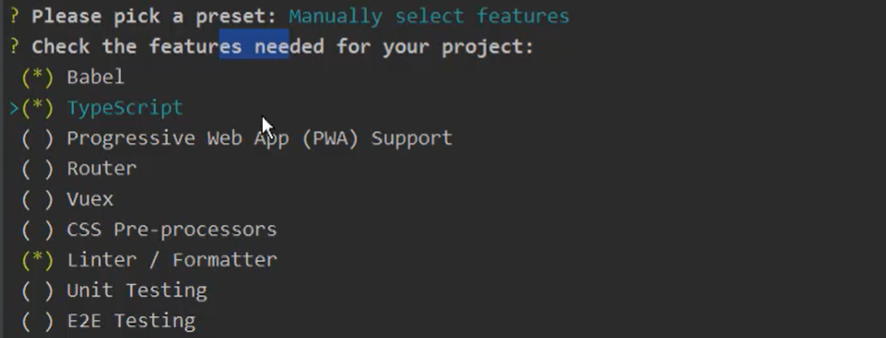 ? Please pick a preset: Manually select features
? Check the features needed for your project:
(*) Babel
>(*) TypeScript
( ) Progressive Web App (PWA) Support
( ) Router
( ) Vuex
( ) CSS Pre-processors
(*) Linter / Formatter
( ) Unit Testing
( ) E2E Testing